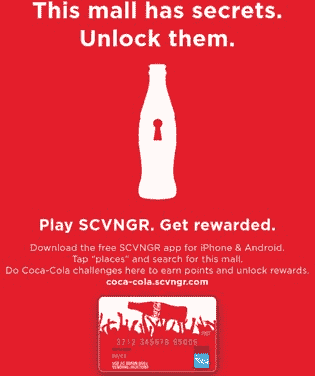 This mall has secrets.
Unlock them.
Play SCVNGR. Get rewarded.
Download the free SCVNGR app for iPhone & Android.
Tap "places" and search for this mall.
Do Coca-Cola challenges here to earn points and unlock rewards.
coca-cola.scvngr.com